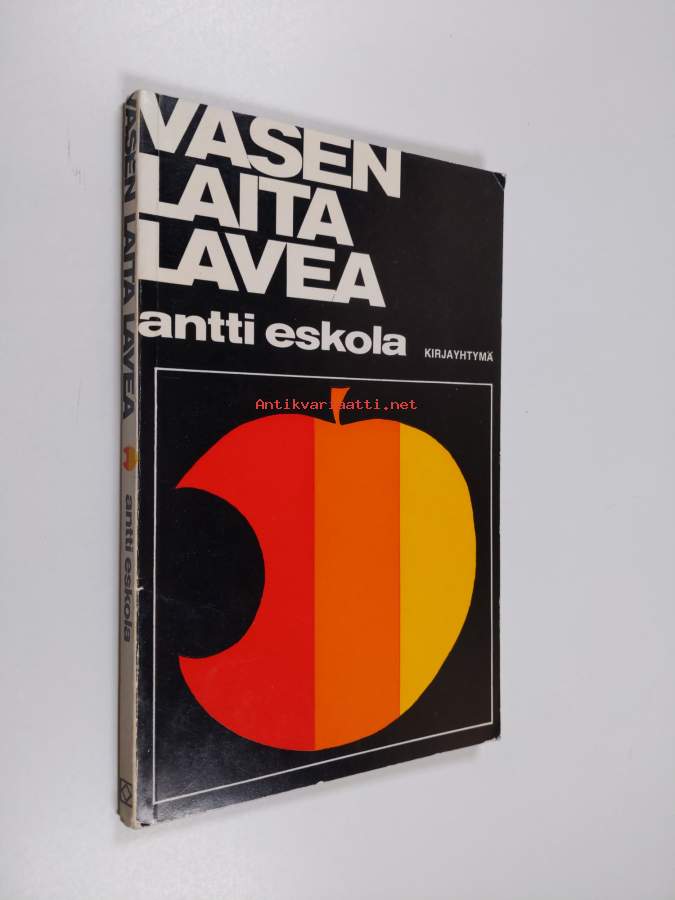 VASEN
LAITA
LAVEA
antti eskola
KIRJAYHTYMÄ
Antikvariaatti.net
VASEN LAITA LAVEA
antti eskola